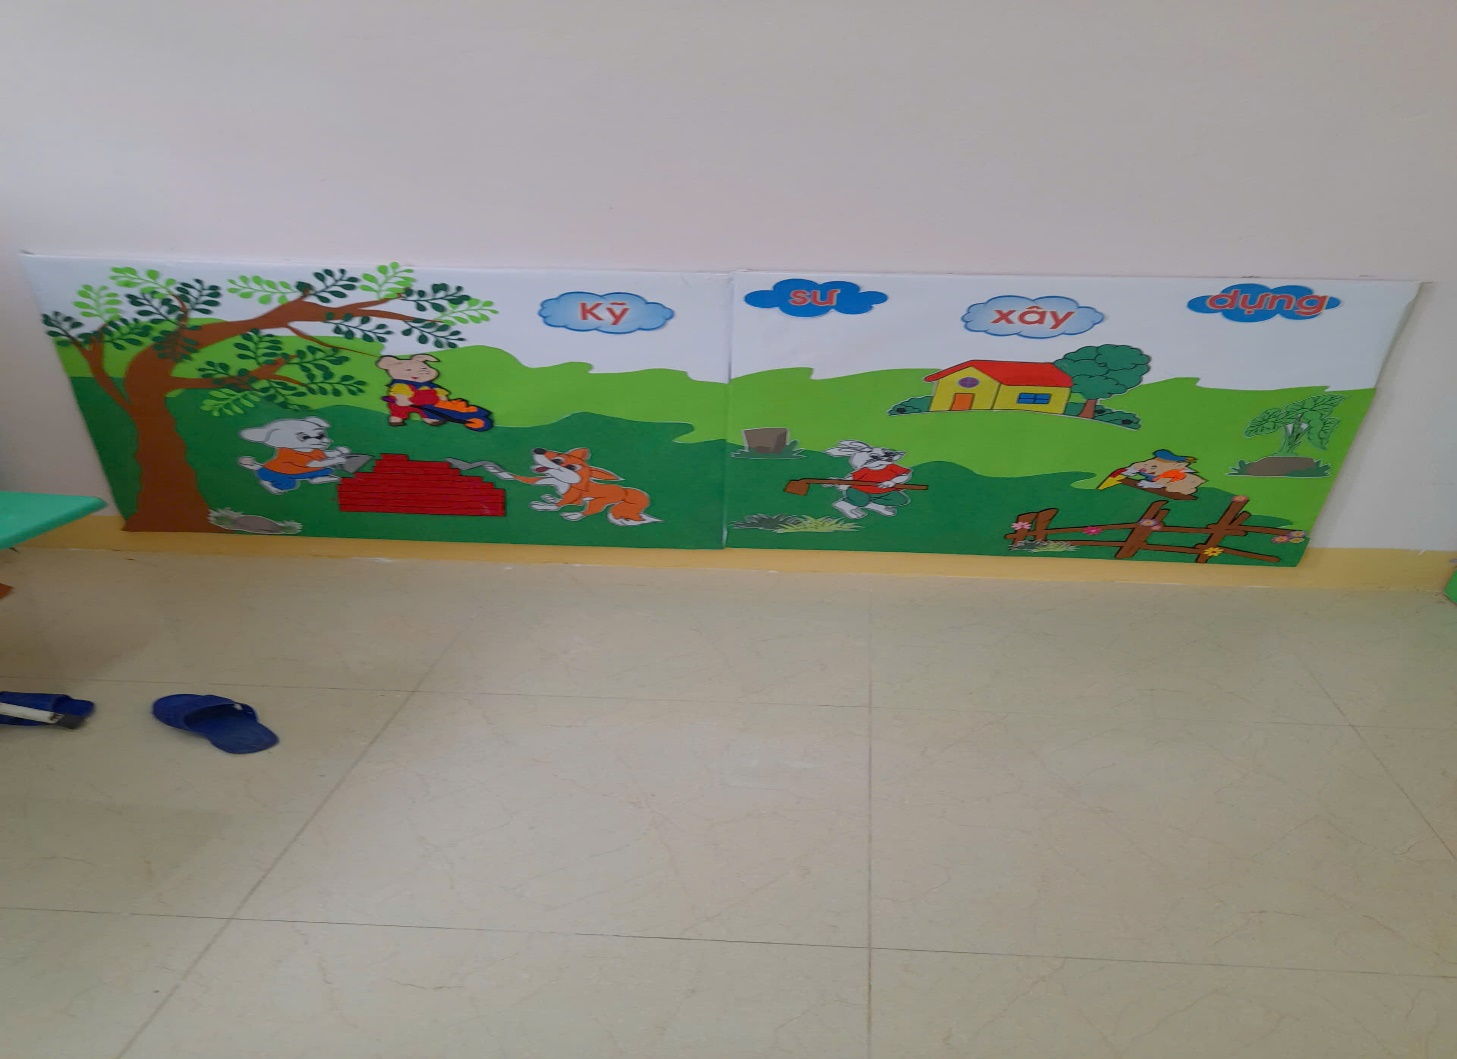 Kỹ sư xây dựng